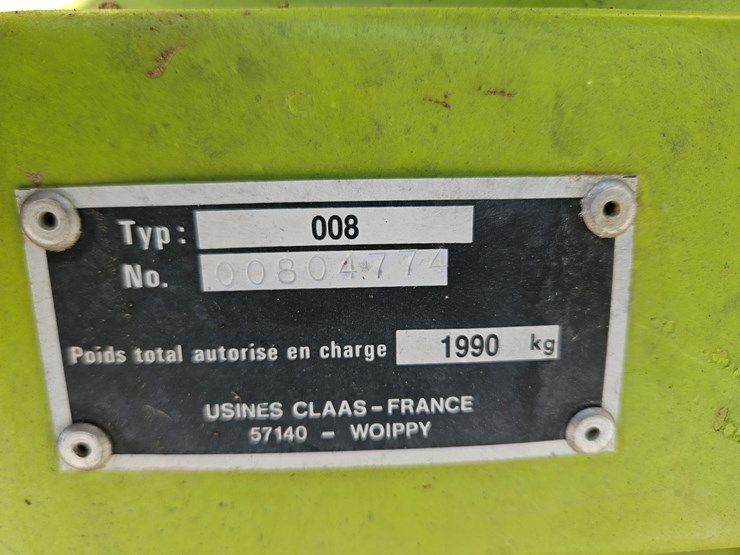 Typ: 008
No. 00804774
Poids total autorisé en charge 1990 kg
USINES CLAAS - FRANCE
57140 - WOIPPY